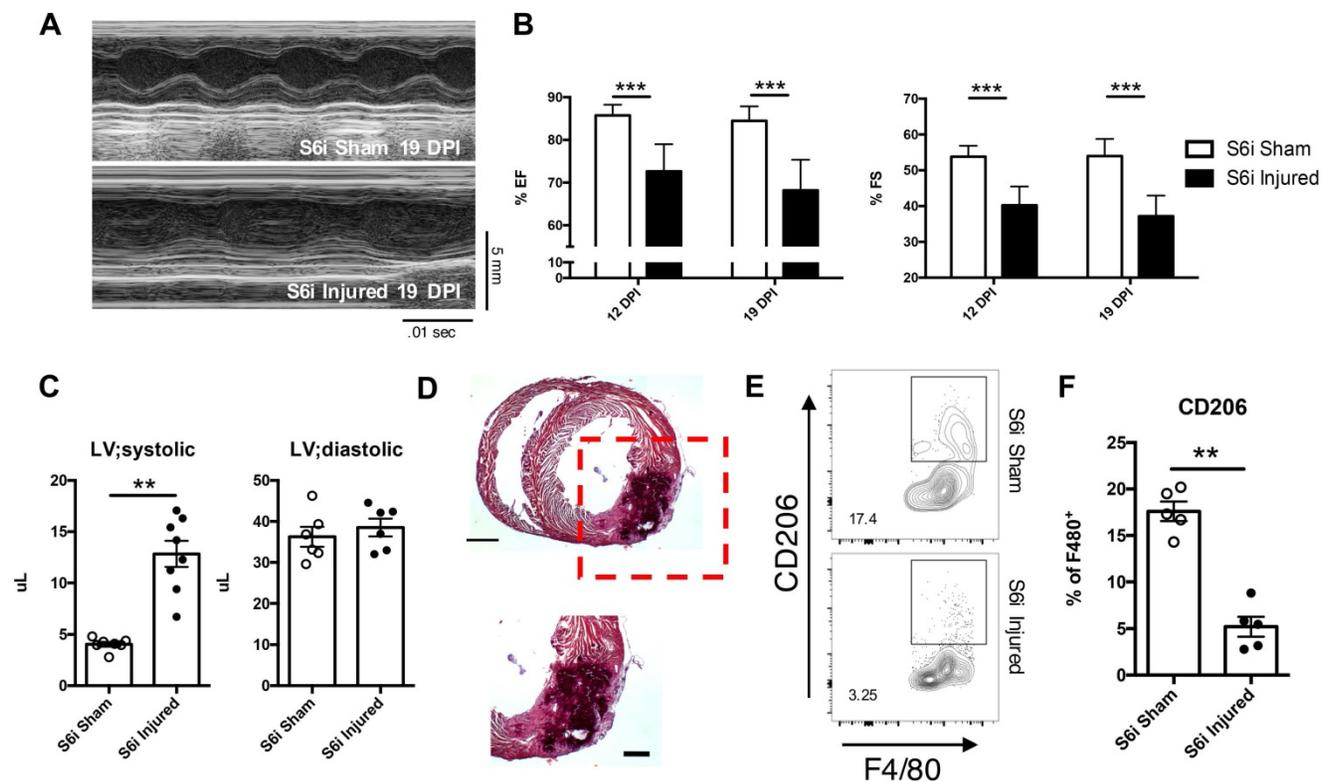 A
S6i Sham 19 DPI
S6i Injured 19 DPI
5 mm
.01 sec
B
% EF
90
80
70
60
10
0
***
***
12 DPI
19 DPI
% FS
70
60
50
40
30
20
***
***
12 DPI
19 DPI
S6i Sham
S6i Injured
C
LV;systolic
uL
20
15
10
5
0
**
S6i Sham
S6i Injured
LV;diastolic
uL
50
40
30
20
10
0
S6i Sham
S6i Injured
D
E
CD206
17.4
S6i Sham
3.25
S6i Injured
F4/80
F
CD206
% of F480+
25
20
15
10
5
0
**
S6i Sham
S6i Injured